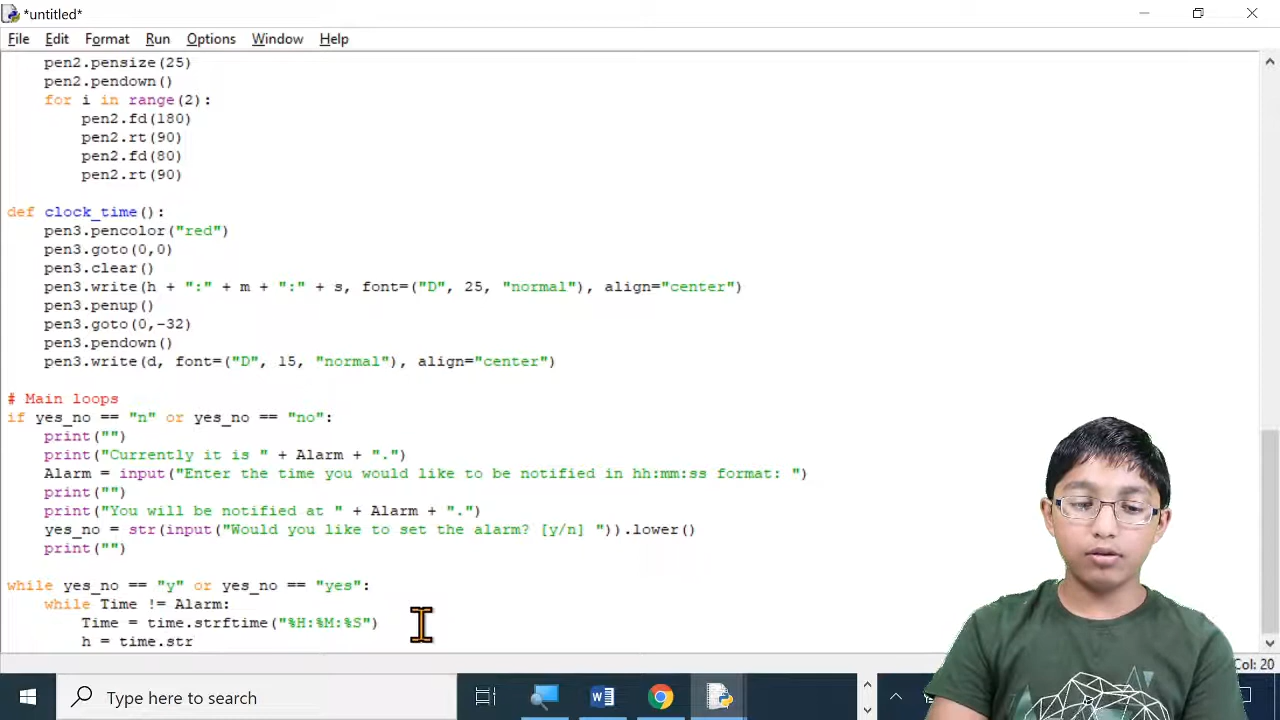 *untitled*
File Edit Format Run Options Window Help
pen2.pensize(25)
pen2.pendown()
for i in range(2):
pen2.fd(180)
pen2.rt(90)
pen2.fd(80)
pen2.rt(90)
def clock_time():
pen3.pencolor("red")
pen3.goto(0,0)
pen3.clear()
pen3.write(h + ":" + m + ":" + s, font=("D", 25, "normal"), align="center")
pen3.penup()
pen3.goto(0,-32)
pen3.pendown()
pen3.write(d, font=("D", 15, "normal"), align="center")
# Main loops
if yes_no == "n" or yes_no == "no":
print("")
print("Currently it is " + Alarm + ".")
Alarm = input("Enter the time you would like to be notified in hh:mm:ss format: ")
print("")
print("You will be notified at " + Alarm + ".")
yes_no = str(input("Would you like to set the alarm? [y/n] ")).lower()
print("")
while yes_no == "y" or yes_no == "yes":
while Time != Alarm:
Time = time.strftime("%H:%M:%S")
h = time.str
Col: 20
Type here to search